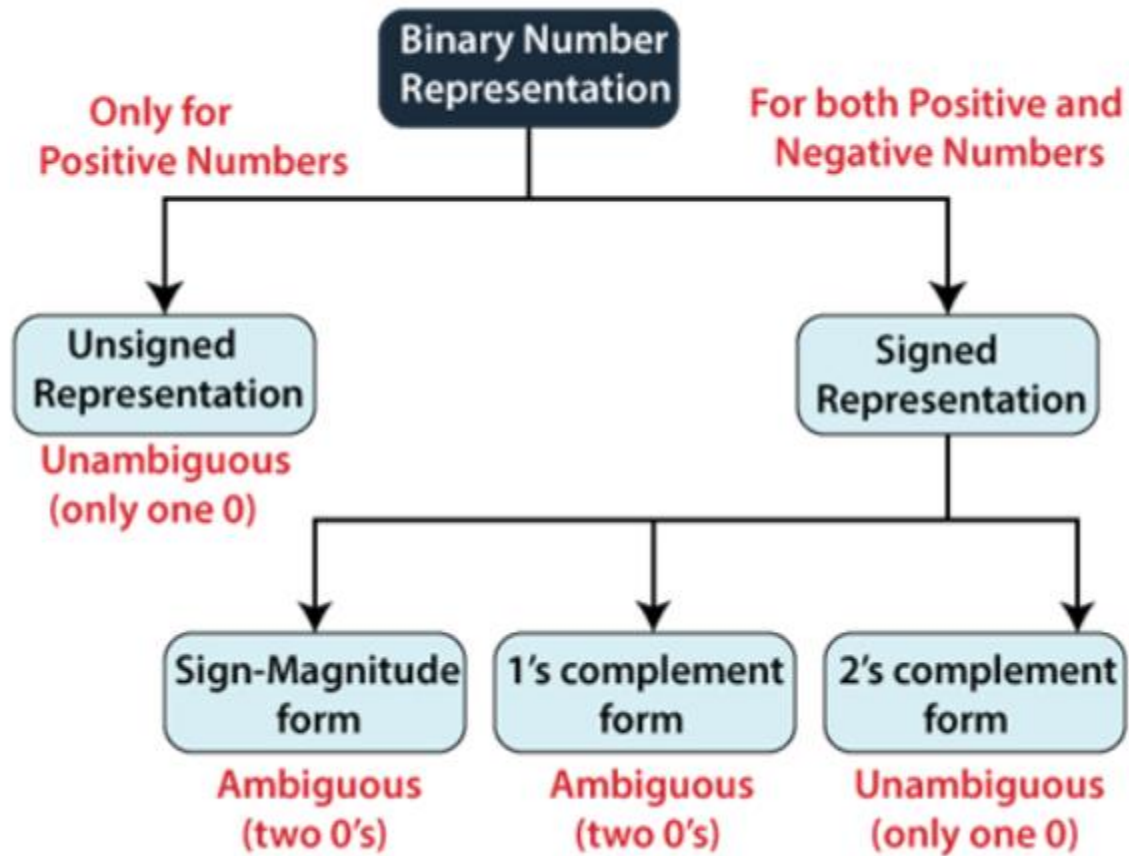 Binary Number
Representation
Only for
Positive Numbers
For both Positive and
Negative Numbers
Unsigned
Representation
Unambiguous
(only one 0)
Signed
Representation
Sign-Magnitude
form
Ambiguous
(two 0's)
1's complement
form
Ambiguous
(two 0's)
2's complement
form
Unambiguous
(only one 0)